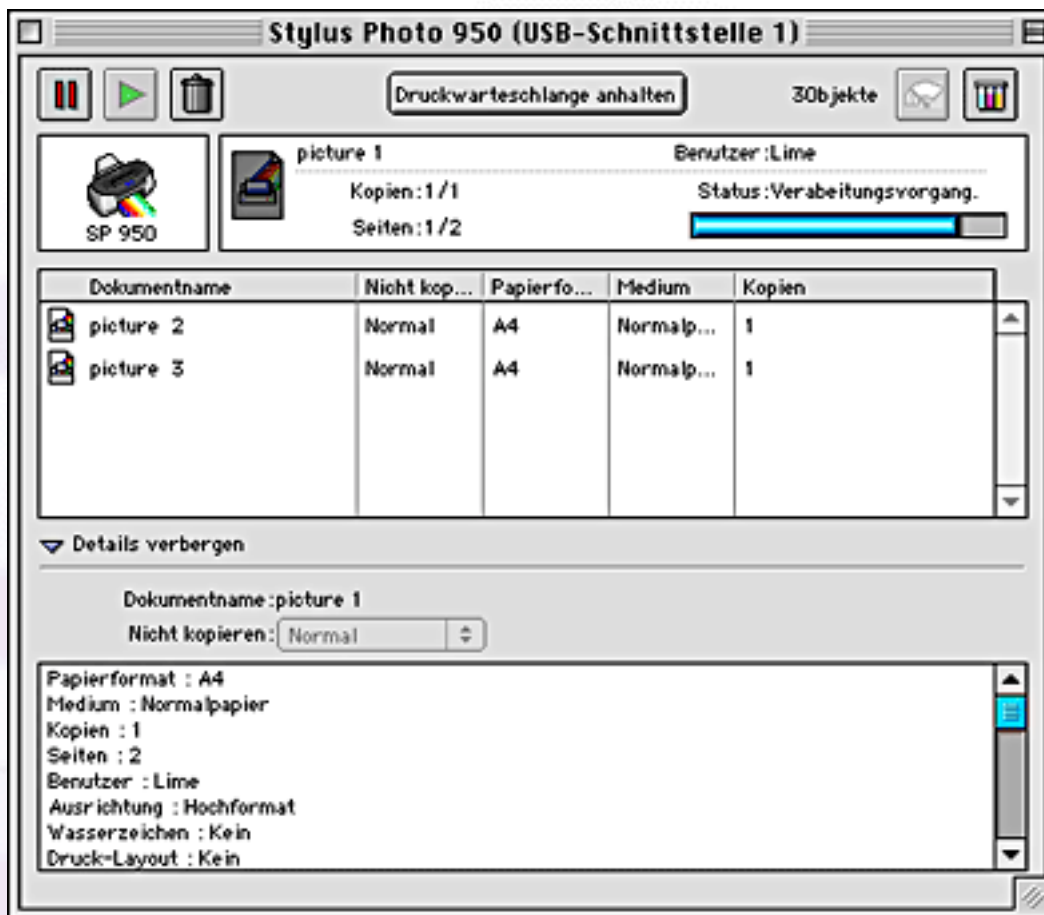 Stylus Photo 950 (USB-Schnittstelle 1)
Druckwarteschlange anhalten 3Objekte
SP 950
picture 1 Benutzer :Lime
Kopien :1/1 Status :Verabeitungsvorgang.
Seiten :1/2
Dokumentname Nicht kop... Papierfo... Medium Kopien
picture 2 Normal A4 Normalp... 1
picture 3 Normal A4 Normalp... 1
Details verbergen
Dokumentname :picture 1
Nicht kopieren : Normal
Papierformat : A4
Medium : Normalpapier
Kopien : 1
Seiten : 2
Benutzer : Lime
Ausrichtung : Hochformat
Wasserzeichen : Kein
Druck-Layout : Kein